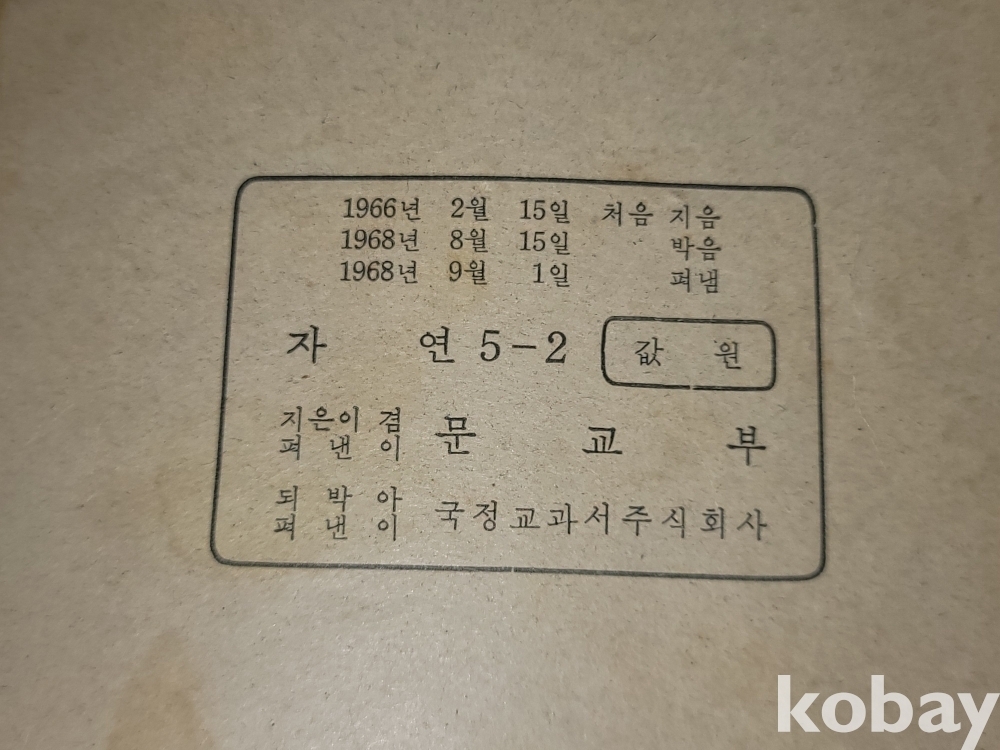 1966년 2월 15일 처음 지음
1968년 8월 15일 박음
1968년 9월 1일 펴냄
자 연 5-2 값 원
지은이 겸
펴 낸 이 문 교 부
되 박 아
펴 낸 이 국정교과서주식회사
kobay